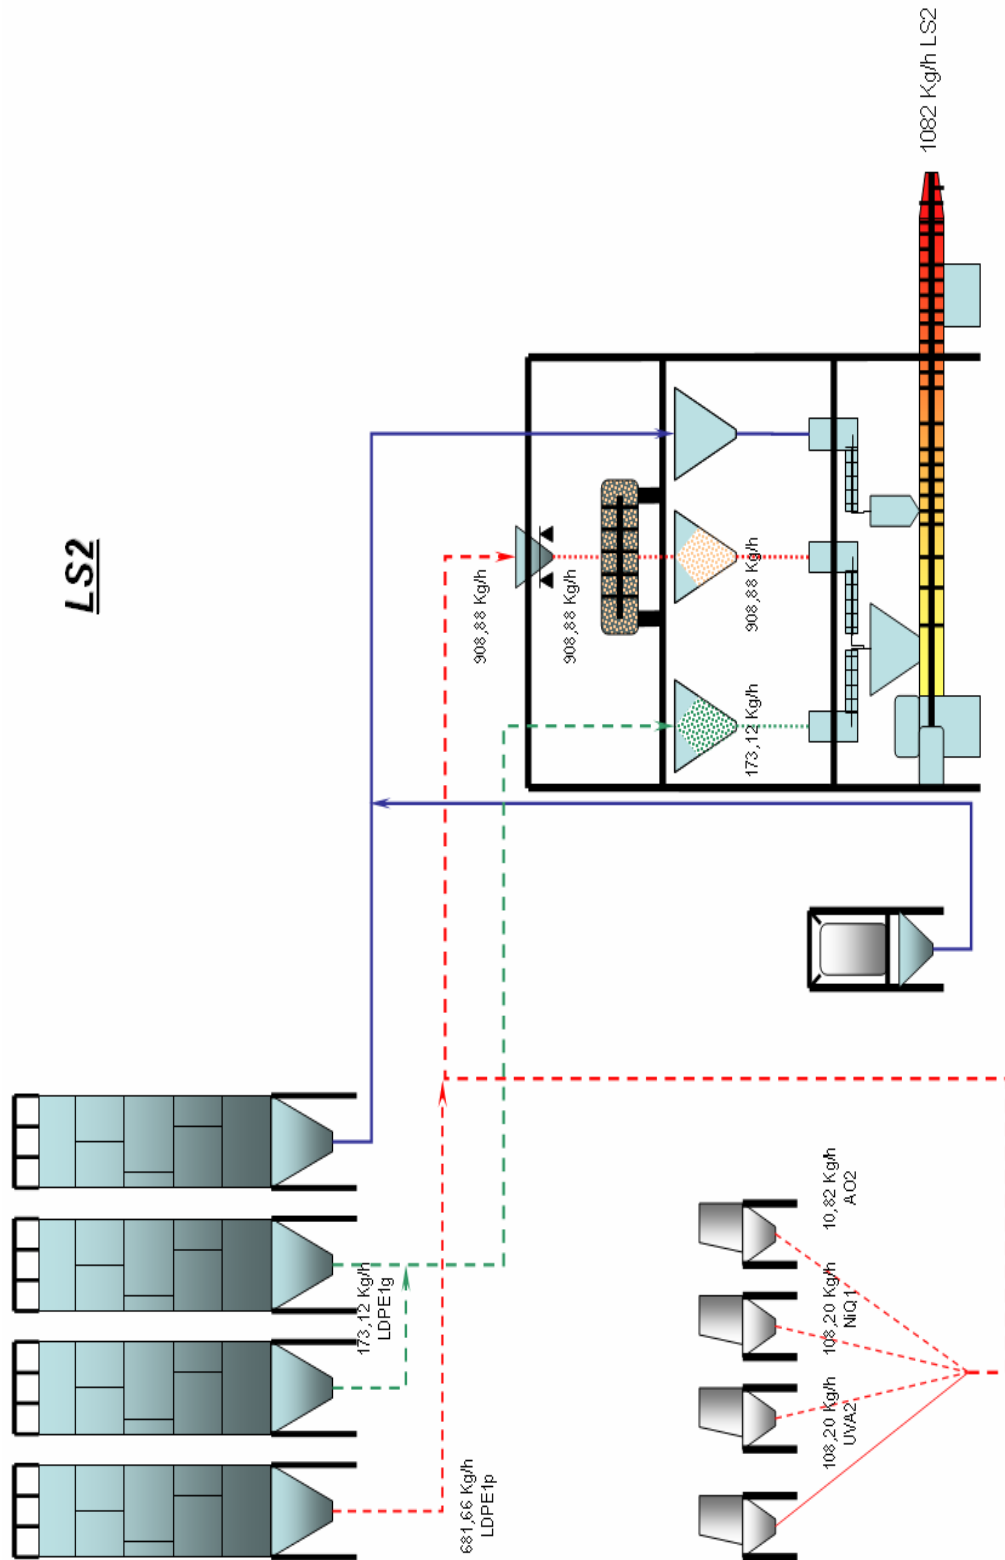 LS2
1082 Kg/h LS2
908,88 Kg/h
908,88 Kg/h
908,88 Kg/h
173,12 Kg/h
173,12 Kg/h
LDPE1g
681,66 Kg/h
LDPE1p
10,82 Kg/h
AO2
108,20 Kg/h
NiQ1
108,20 Kg/h
UVA2